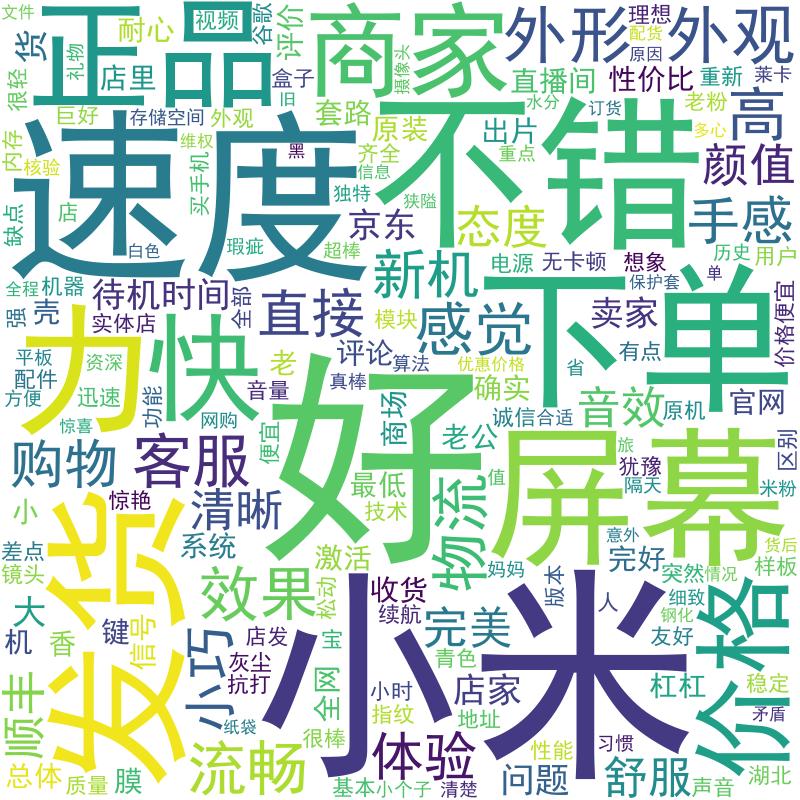 文件
正品
耐心
视频
谷歌
评价
商家
外形
理想
配货
原因
外观
货
很轻
礼物
店里
盒子
摄像头
直播间
性价比
重新
莱卡
巨好
旧
存储空间
外观
套路
原装
水分
出片
订货
老粉
高
内存
核验
维权
黑
齐全
信息
重点
多心
颜值
速度
不错
买手机
独特
狭隘
缺点
店
白色
瑕疵
超棒
京东
态度
手感
新机
电源
无卡顿
想象
历史
用户
单
全程
机器
待机时间
全部
直接
保护套
下单
强
壳
实体店
模块
感觉
卖家
价格便宜
力
快
平板
资深
老
评论
算法
优惠价格
省
有点
配件
功能
音量
真棒
确实
方便
迅速
网购
商场
诚信
合适
音效
原机
官网
惊喜
便宜
好
老公
购物
客服
屏幕
旅
犹豫
区别
最低
物流
值
隔天
米粉
技术
惊艳
小
清晰
发货
系统
激活
意外
完好
货后
差点
样板
镜头
效果
松动
妈妈
版本
突然
情况
收货
人
细致
价格
大
续航
完美
钢化
机
香
键
信号
小巧
店发
宝
小米
友好
灰尘
青色
抗打
全网
小时
店家
杠杠
稳定
顺丰
指纹
地址
矛盾
纸袋
很棒
体验
习惯
流畅
性能
总体
质量
膜
基本
小个子
清楚
问题
舒服
声音
湖北